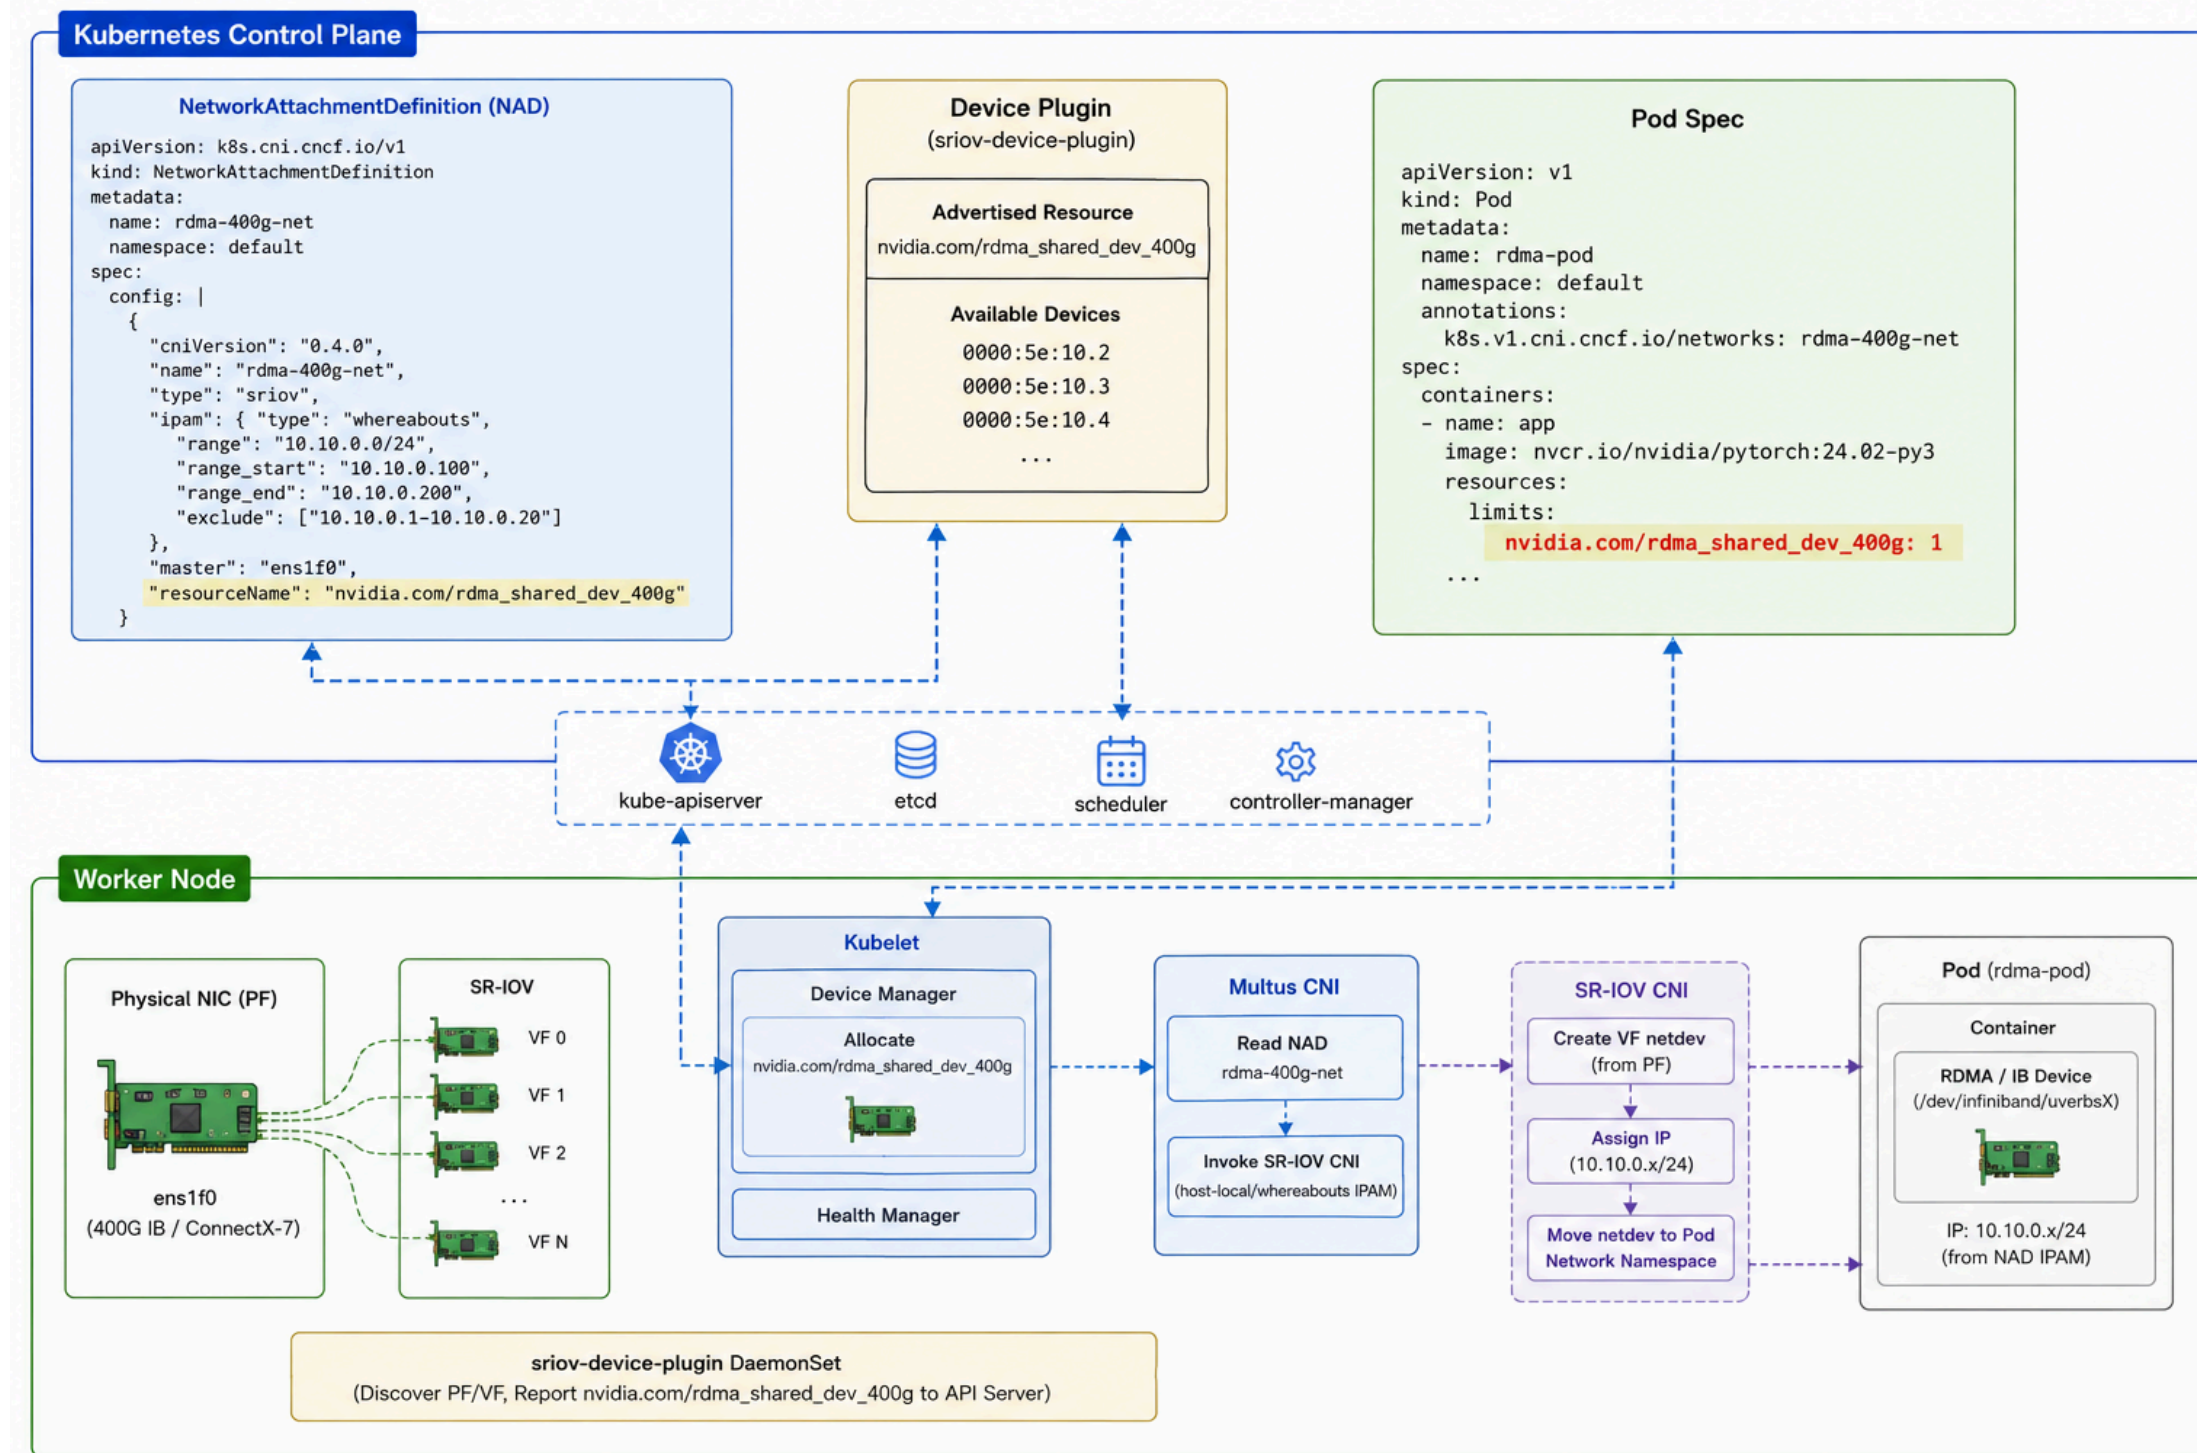 Kubernetes Control Plane
NetworkAttachmentDefinition (NAD)
apiVersion: k8s.cni.cncf.io/v1
kind: NetworkAttachmentDefinition
metadata:
  name: rdma-400g-net
  namespace: default
spec:
  config: |
    {
      "cniVersion": "0.4.0",
      "name": "rdma-400g-net",
      "type": "sriov",
      "ipam": { "type": "whereabouts",
        "range": "10.10.0.0/24",
        "range_start": "10.10.0.100",
        "range_end": "10.10.0.200",
        "exclude": ["10.10.0.1-10.10.0.20"]
      },
      "master": "ens1f0",
      "resourceName": "nvidia.com/rdma_shared_dev_400g"
    }
Device Plugin
(sriov-device-plugin)
Advertised Resource
nvidia.com/rdma_shared_dev_400g
Available Devices
0000:5e:10.2
0000:5e:10.3
0000:5e:10.4
...
Pod Spec
apiVersion: v1
kind: Pod
metadata:
  name: rdma-pod
  namespace: default
  annotations:
    k8s.v1.cni.cncf.io/networks: rdma-400g-net
spec:
  containers:
  - name: app
    image: nvcr.io/nvidia/pytorch:24.02-py3
    resources:
      limits:
        nvidia.com/rdma_shared_dev_400g: 1
    ...
kube-apiserver
etcd
scheduler
controller-manager
Worker Node
Physical NIC (PF)
ens1f0
(400G IB / ConnectX-7)
SR-IOV
VF 0
VF 1
VF 2
...
VF N
Kubelet
Device Manager
Allocate
nvidia.com/rdma_shared_dev_400g
Health Manager
Multus CNI
Read NAD
rdma-400g-net
Invoke SR-IOV CNI
(host-local/whereabouts IPAM)
SR-IOV CNI
Create VF netdev
(from PF)
Assign IP
(10.10.0.x/24)
Move netdev to Pod
Network Namespace
Pod (rdma-pod)
Container
RDMA / IB Device
(/dev/infiniband/uverbsX)
IP: 10.10.0.x/24
(from NAD IPAM)
sriov-device-plugin DaemonSet
(Discover PF/VF, Report nvidia.com/rdma_shared_dev_400g to API Server)